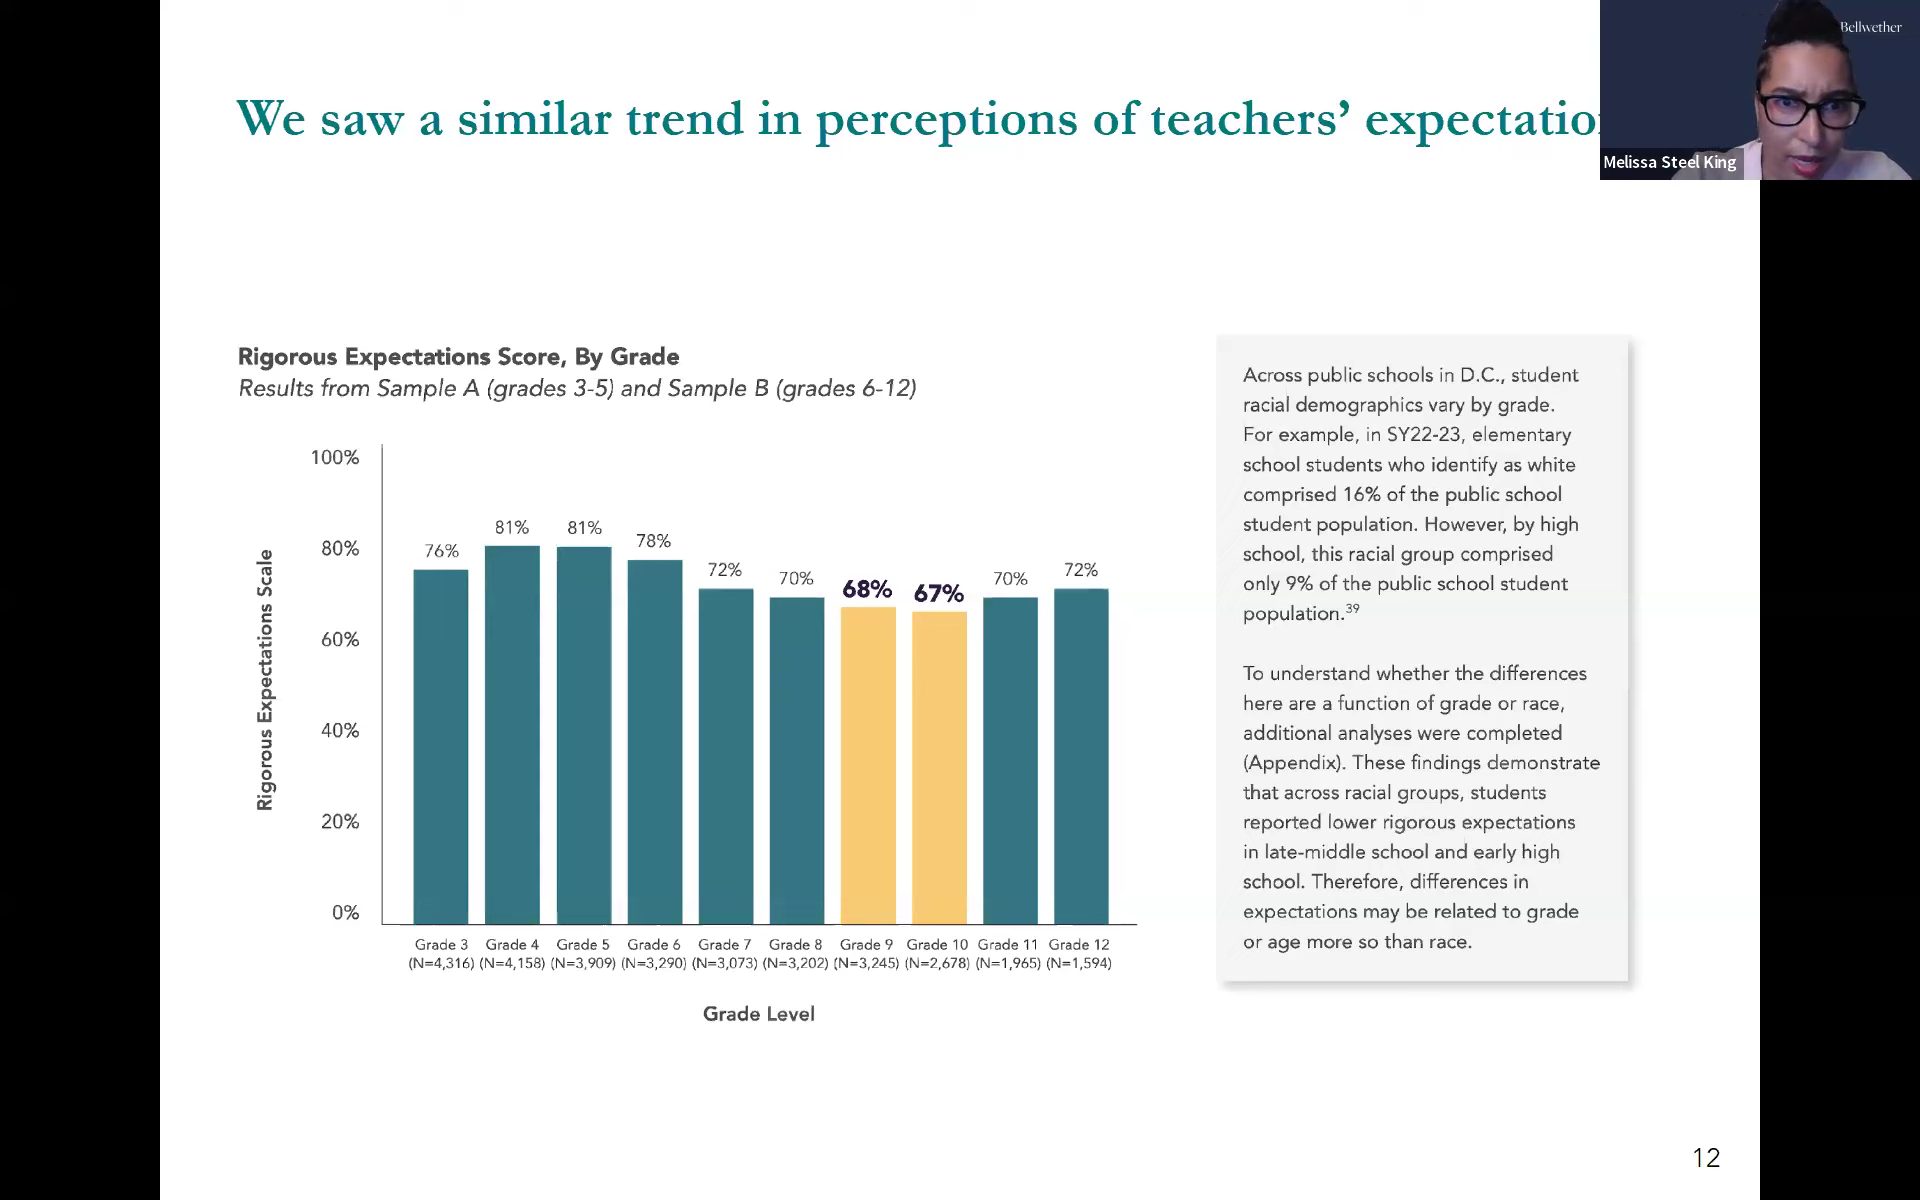 Bellwether
We saw a similar trend in perceptions of teachers’ expectatio
Melissa Steel King
Rigorous Expectations Score, By Grade
Results from Sample A (grades 3-5) and Sample B (grades 6-12)
Rigorous Expectations Scale
100%
80%
60%
40%
20%
0%
76%
81%
81%
78%
72%
70%
68%
67%
70%
72%
Grade 3 Grade 4 Grade 5 Grade 6 Grade 7 Grade 8 Grade 9 Grade 10 Grade 11 Grade 12
(N=4,316) (N=4,158) (N=3,909) (N=3,290) (N=3,073) (N=3,202) (N=3,245) (N=2,678) (N=1,965) (N=1,594)
Grade Level
Across public schools in D.C., student
racial demographics vary by grade.
For example, in SY22-23, elementary
school students who identify as white
comprised 16% of the public school
student population. However, by high
school, this racial group comprised
only 9% of the public school student
population.39
To understand whether the differences
here are a function of grade or race,
additional analyses were completed
(Appendix). These findings demonstrate
that across racial groups, students
reported lower rigorous expectations
in late-middle school and early high
school. Therefore, differences in
expectations may be related to grade
or age more so than race.
12